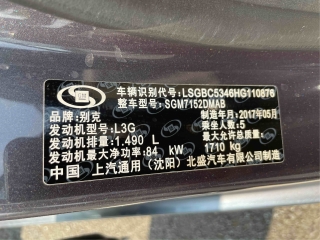 车辆识别代号: LSGBC5346HG110876
整车型号: SGM7152DMAB
品牌: 别克 制造年月: 2017年05月
发动机型号: L3G 乘坐人数: 5
发动机排量: 1.490 L 最大允许总质量:
发动机最大净功率: 84 kW 1710 kg
中国 上汽通用(沈阳)北盛汽车有限公司制造